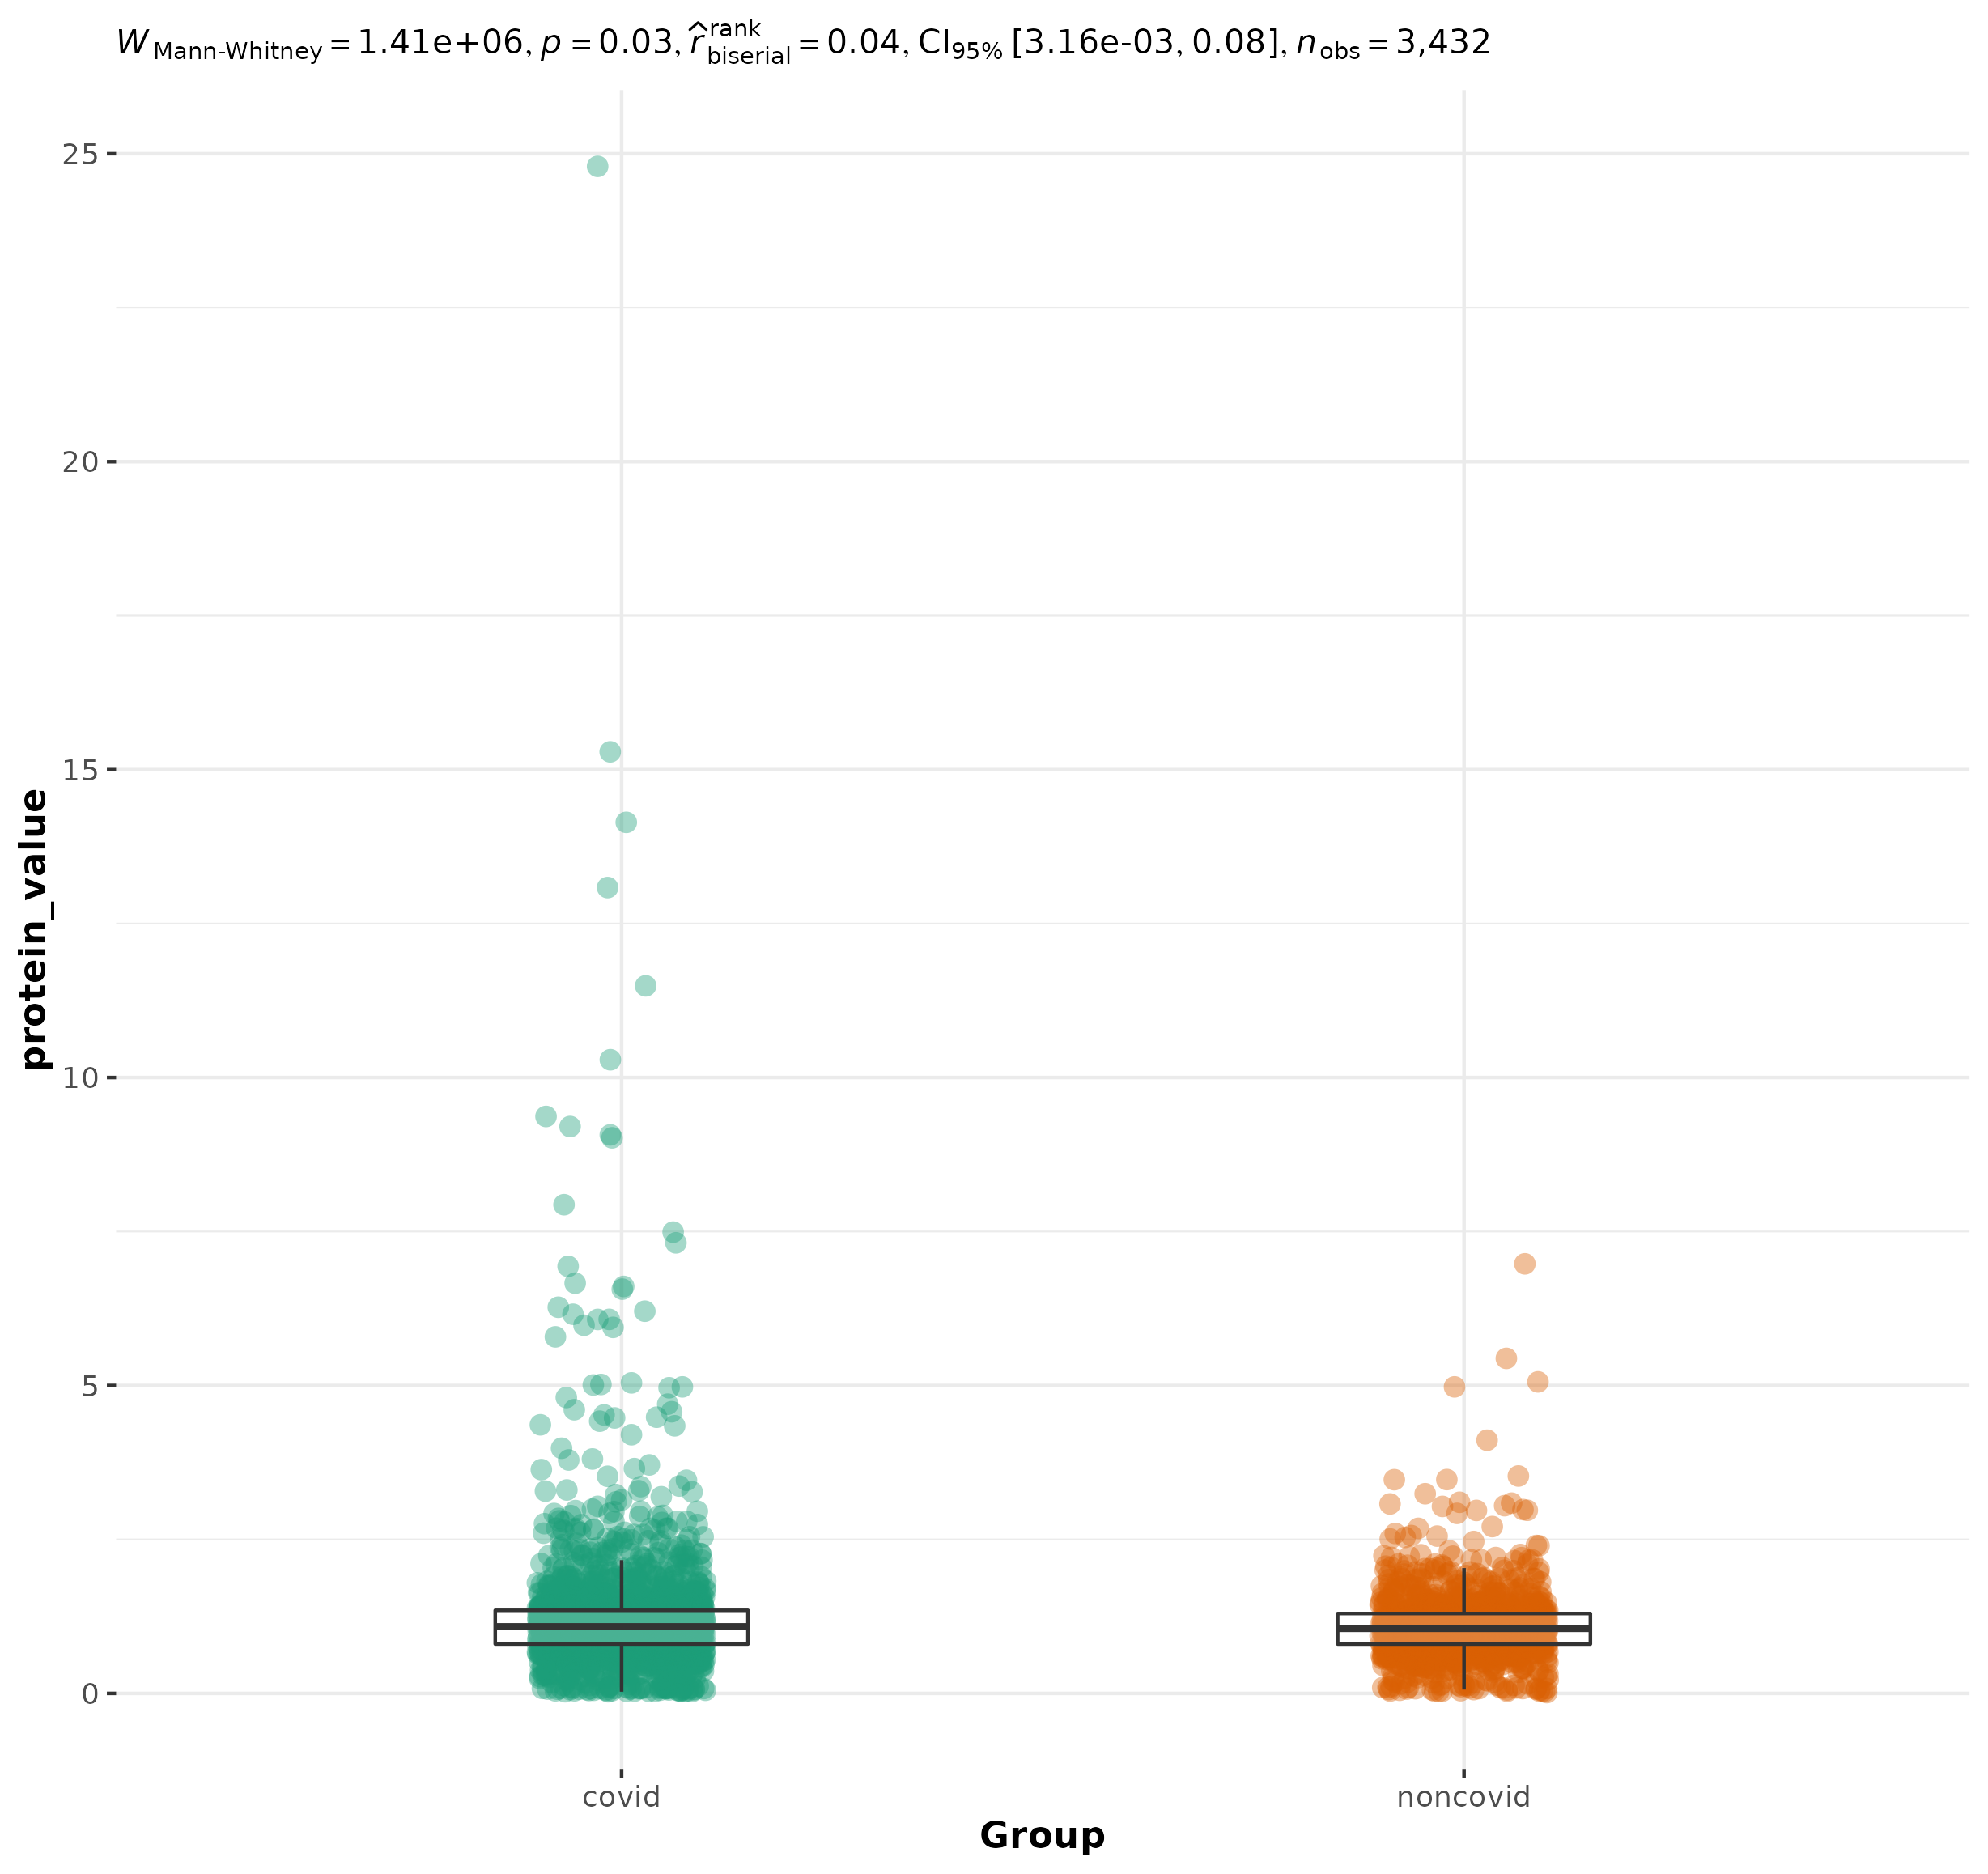 W Mann-Whitney = 1.41e+06, p = 0.03, r̂ rank biserial = 0.04, CI95% [3.16e-03, 0.08], n obs = 3,432
25
20
15
10
5
0
protein_value
covid noncovid
Group